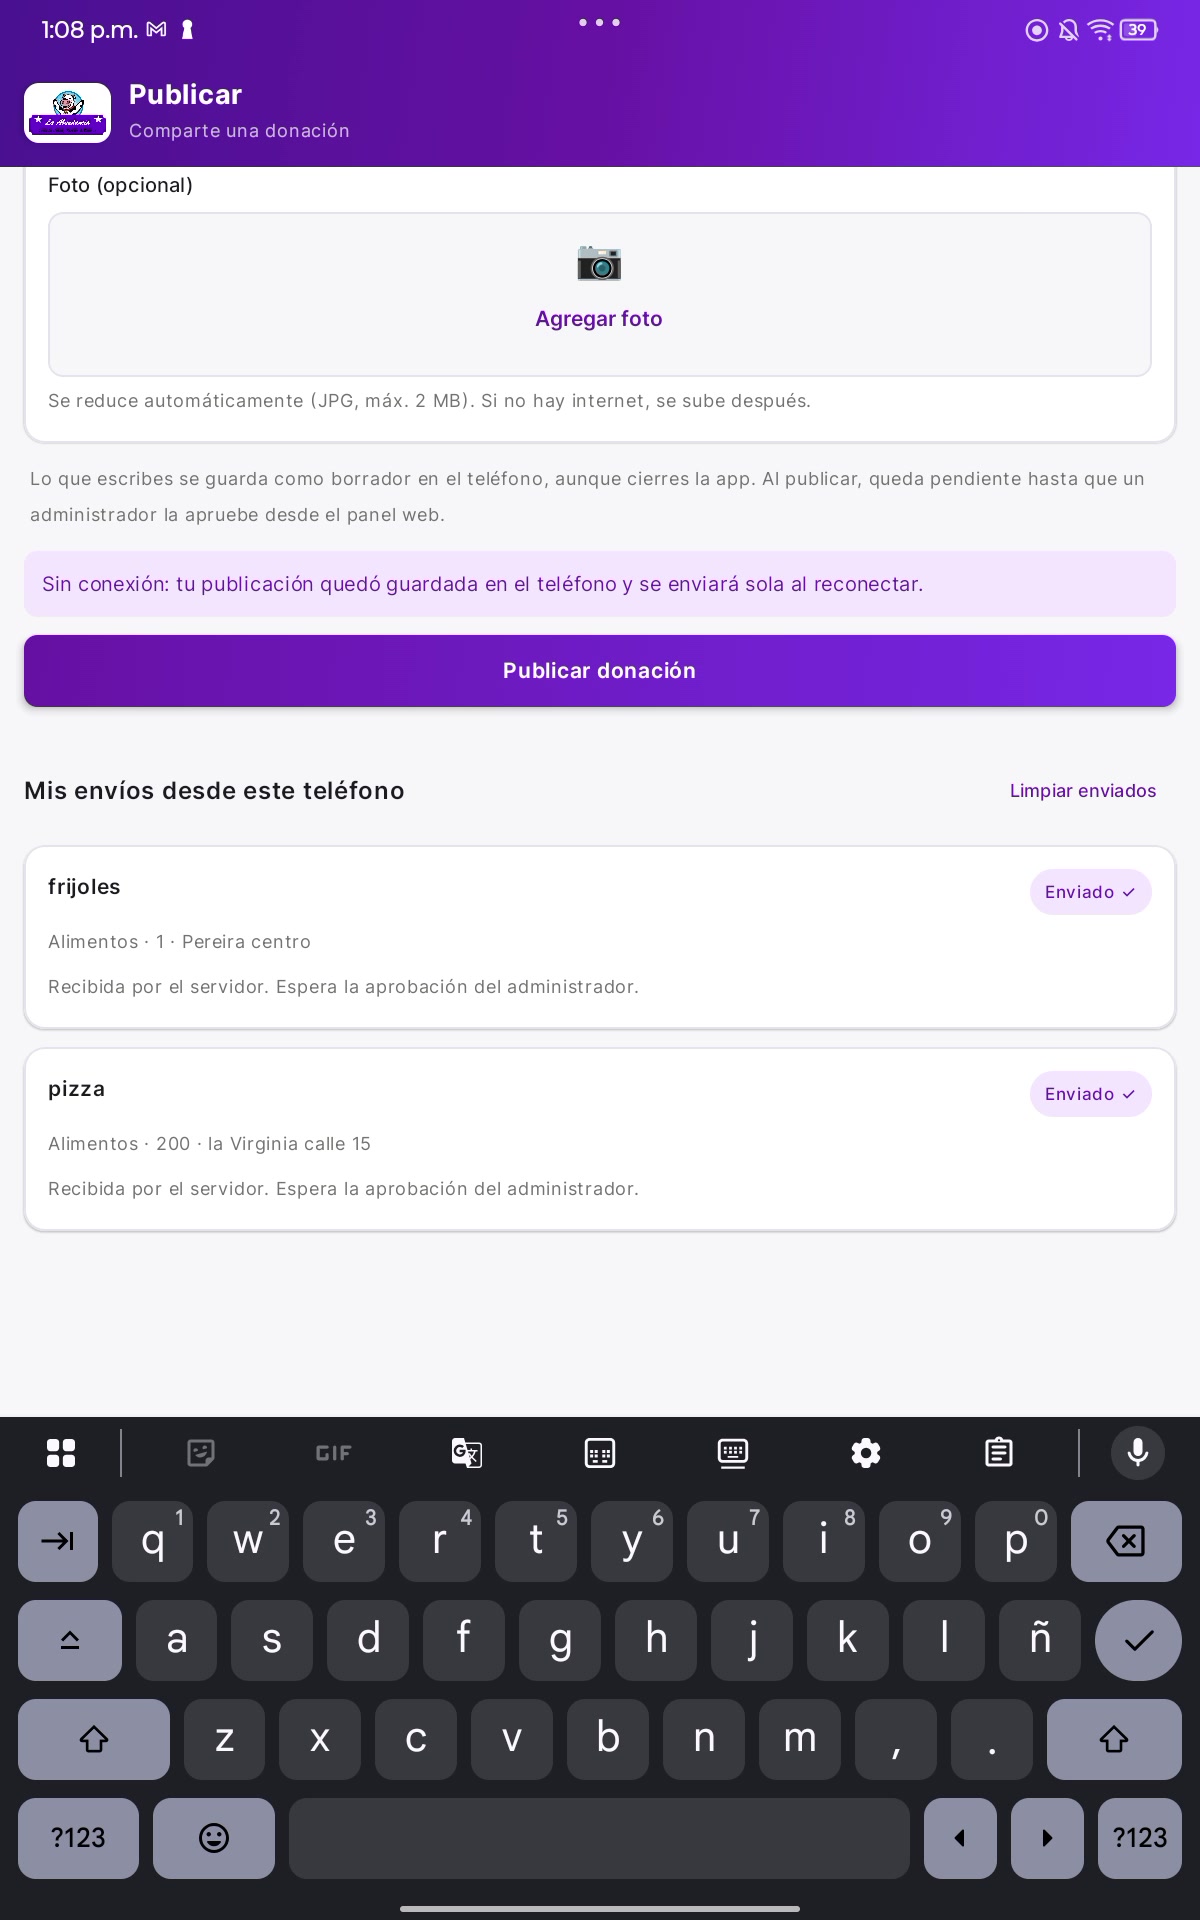 1:08 p.m.
39
Publicar
Comparte una donación
Foto (opcional)
Agregar foto
Se reduce automáticamente (JPG, máx. 2 MB). Si no hay internet, se sube después.
Lo que escribes se guarda como borrador en el teléfono, aunque cierres la app. Al publicar, queda pendiente hasta que un
administrador la apruebe desde el panel web.
Sin conexión: tu publicación quedó guardada en el teléfono y se enviará sola al reconectar.
Publicar donación
Mis envíos desde este teléfono
Limpiar enviados
frijoles
Enviado ✓
Alimentos · 1 · Pereira centro
Recibida por el servidor. Espera la aprobación del administrador.
pizza
Enviado ✓
Alimentos · 200 · la Virginia calle 15
Recibida por el servidor. Espera la aprobación del administrador.
GIF
q 1 w 2 e 3 r 4 t 5 y 6 u 7 i 8 o 9 p 0
a s d f g h j k l ñ
z x c v b n m , .
?123 ?123